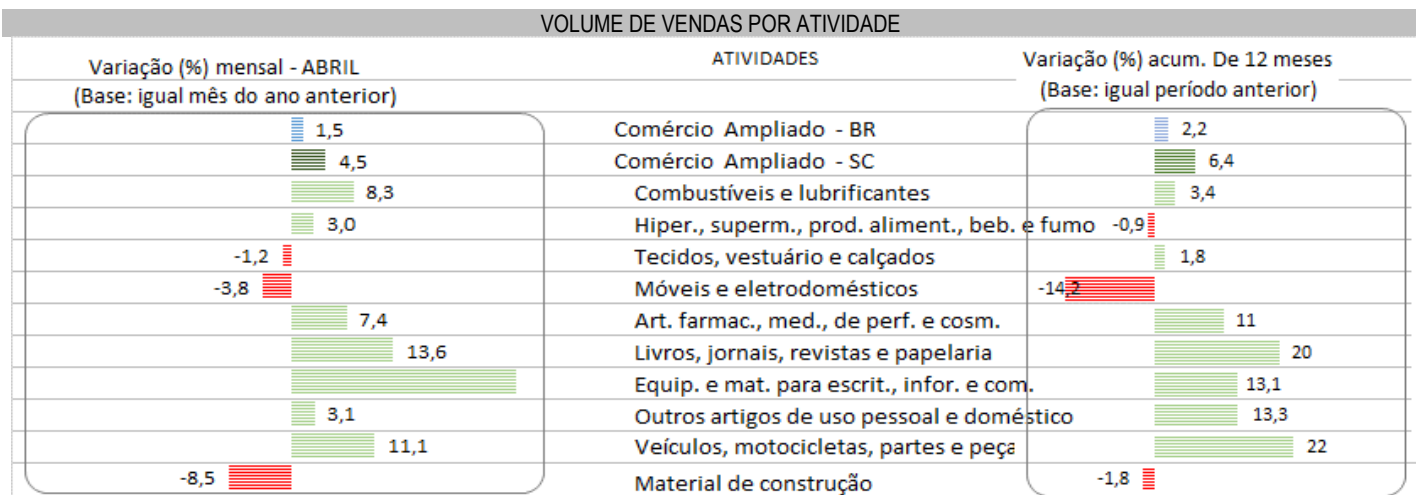 VOLUME DE VENDAS POR ATIVIDADE
Variação (%) mensal - ABRIL ATIVIDADES Variação (%) acum. De 12 meses
(Base: igual mês do ano anterior) (Base: igual período anterior)
1,5 Comércio Ampliado - BR 2,2
4,5 Comércio Ampliado - SC 6,4
8,3 Combustíveis e lubrificantes 3,4
3,0 Hiper., superm., prod. aliment., beb. e fumo -0,9
-1,2 Tecidos, vestuário e calçados 1,8
-3,8 Móveis e eletrodomésticos -14,2
7,4 Art. farmac., med., de perf. e cosm. 11
13,6 Livros, jornais, revistas e papelaria 20
Equip. e mat. para escrit., infor. e com. 13,1
3,1 Outros artigos de uso pessoal e doméstico 13,3
11,1 Veículos, motocicletas, partes e peça 22
-8,5 Material de construção -1,8